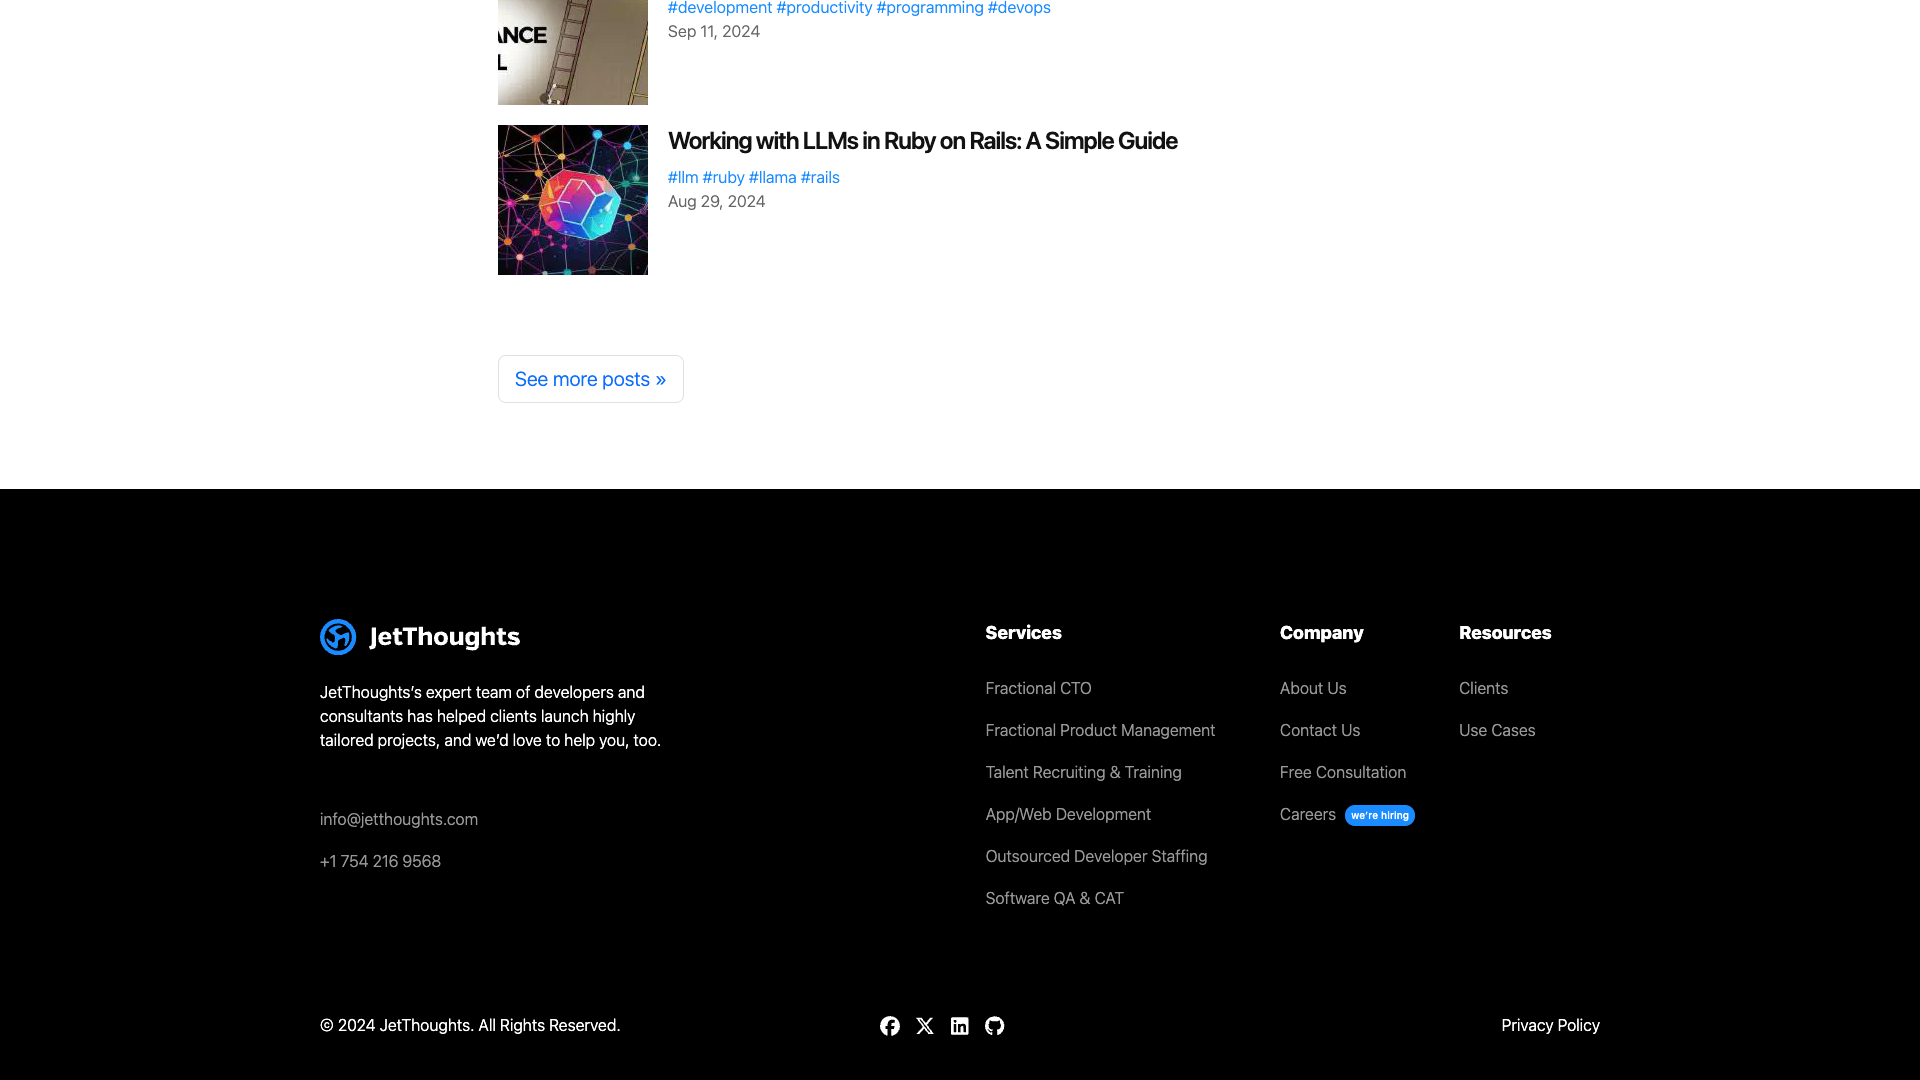 #development #productivity #programming #devops
Sep 11, 2024
Working with LLMs in Ruby on Rails: A Simple Guide
#llm #ruby #llama #rails
Aug 29, 2024
See more posts »
JetThoughts
JetThoughts’s expert team of developers and
consultants has helped clients launch highly
tailored projects, and we’d love to help you, too.
info@jetthoughts.com
+1 754 216 9568
Services
Fractional CTO
Fractional Product Management
Talent Recruiting & Training
App/Web Development
Outsourced Developer Staffing
Software QA & CAT
Company
About Us
Contact Us
Free Consultation
Careers we’re hiring
Resources
Clients
Use Cases
© 2024 JetThoughts. All Rights Reserved.
Privacy Policy